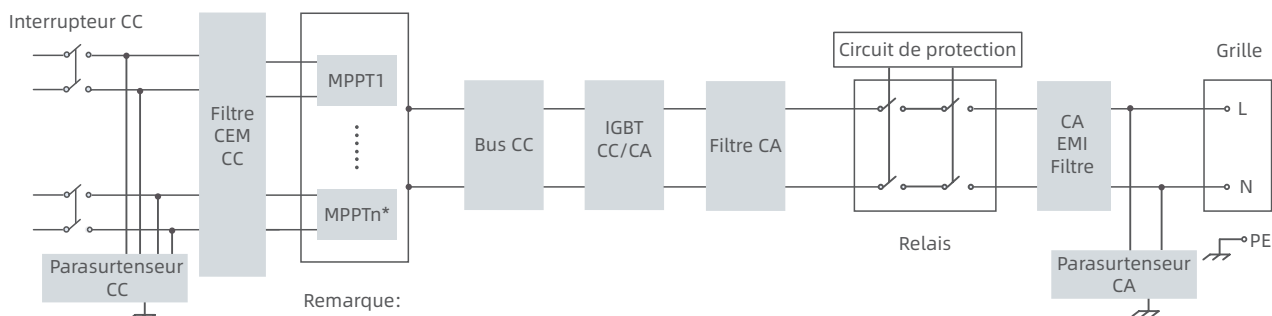 Interrupteur CC
Filtre
CEM
CC
MPPT1
MPPTn*
Parasurtenseur
CC
Remarque:
Bus CC
IGBT
CC/CA
Filtre CA
Circuit de protection
Relais
CA
EMI
Filtre
Grille
L
N
PE
Parasurtenseur
CA